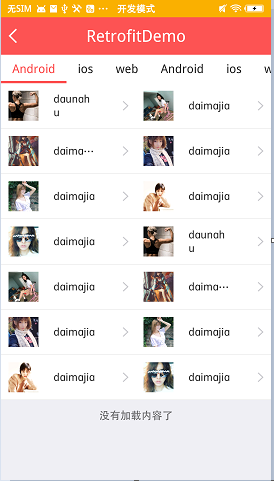 无SIM ··· 开发模式
RetrofitDemo
Android ios web Android ios w
daunahu daimajia
daima··· daimajia
daimajia daimajia
daimajia daunahu
daimajia daima···
daimajia daimajia
daimajia daimajia
没有加载内容了